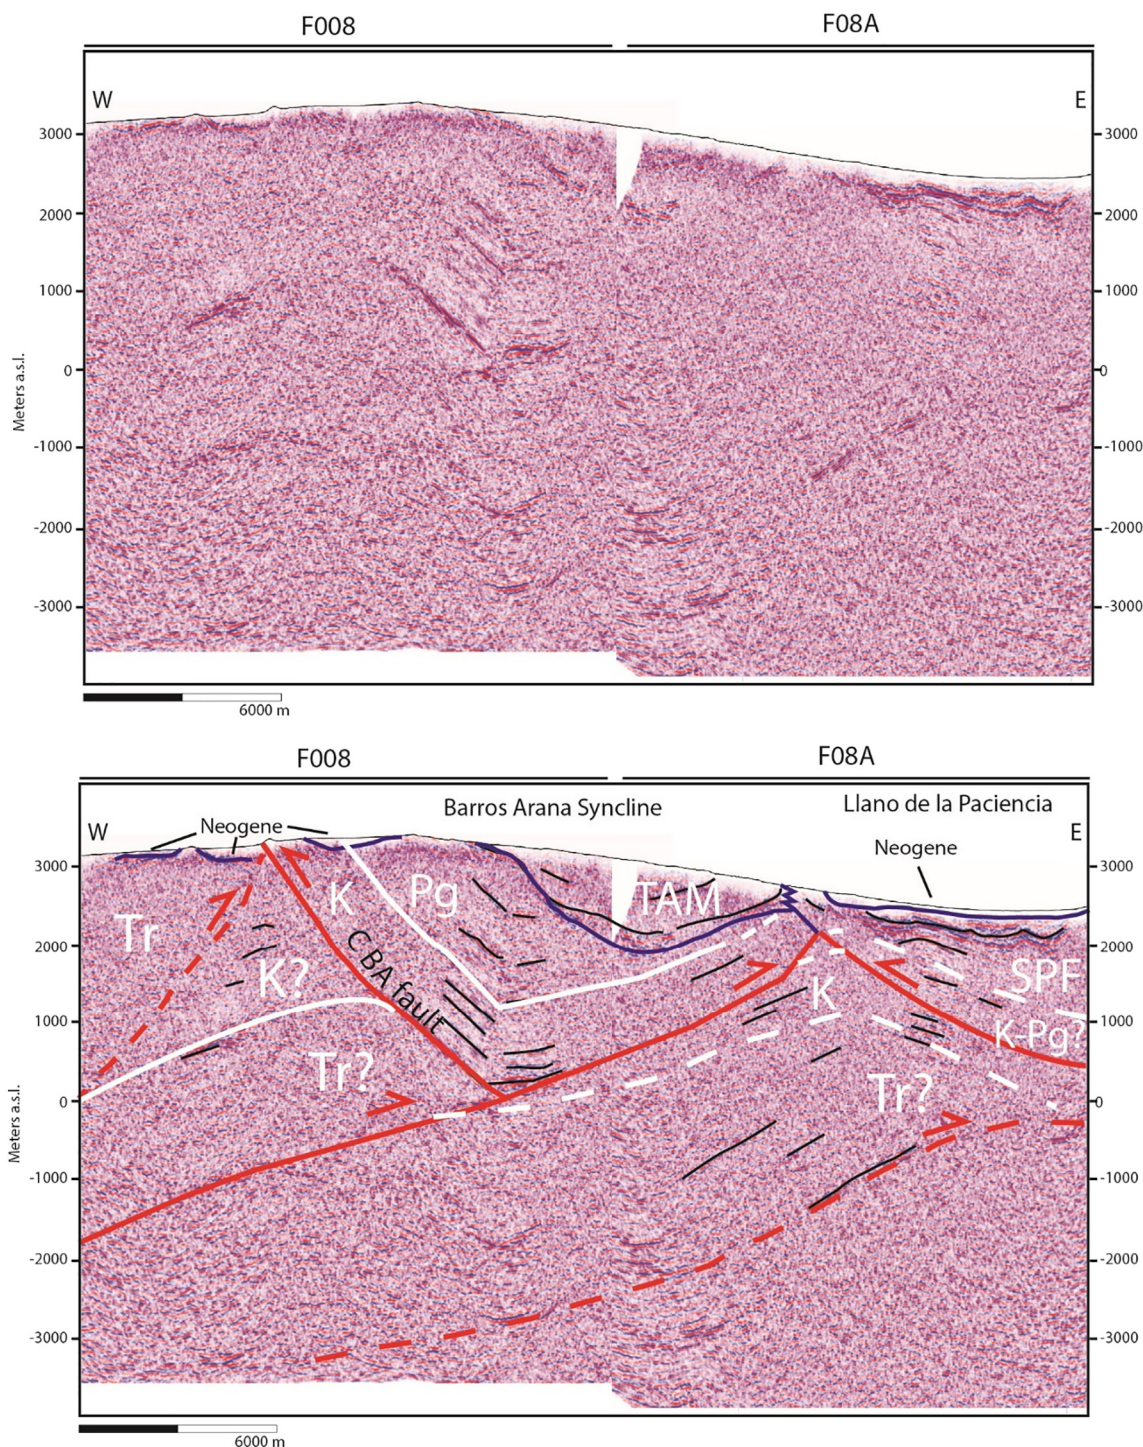 F008
F08A
W
E
3000
3000
2000
2000
1000
1000
Meters a.s.l.
0
0
-1000
-1000
-2000
-2000
-3000
-3000
6000 m
F008
F08A
Barros Arana Syncline
Llano de la Paciencia
W
Neogene
E
Neogene
3000
3000
K
Pg
TAM
Tr
2000
2000
K?
CBA fault
K
SPF
1000
1000
K-Pg?
Tr?
Tr?
Meters a.s.l.
0
0
-1000
-1000
-2000
-2000
-3000
-3000
6000 m